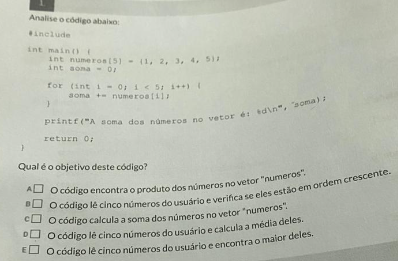 1
Analise o código abaixo:
#include
int main() {
int numeros[5] = {1, 2, 3, 4, 5};
int soma = 0;
for (int i = 0; i < 5; i++) {
soma += numeros[i];
}
printf("A soma dos números no vetor é: %d\n", soma);
return 0;
}
Qual é o objetivo deste código?
A O código encontra o produto dos números no vetor "numeros".
B O código lê cinco números do usuário e verifica se eles estão em ordem crescente.
C O código calcula a soma dos números no vetor "numeros".
D O código lê cinco números do usuário e calcula a média deles.
E O código lê cinco números do usuário e encontra o maior deles.